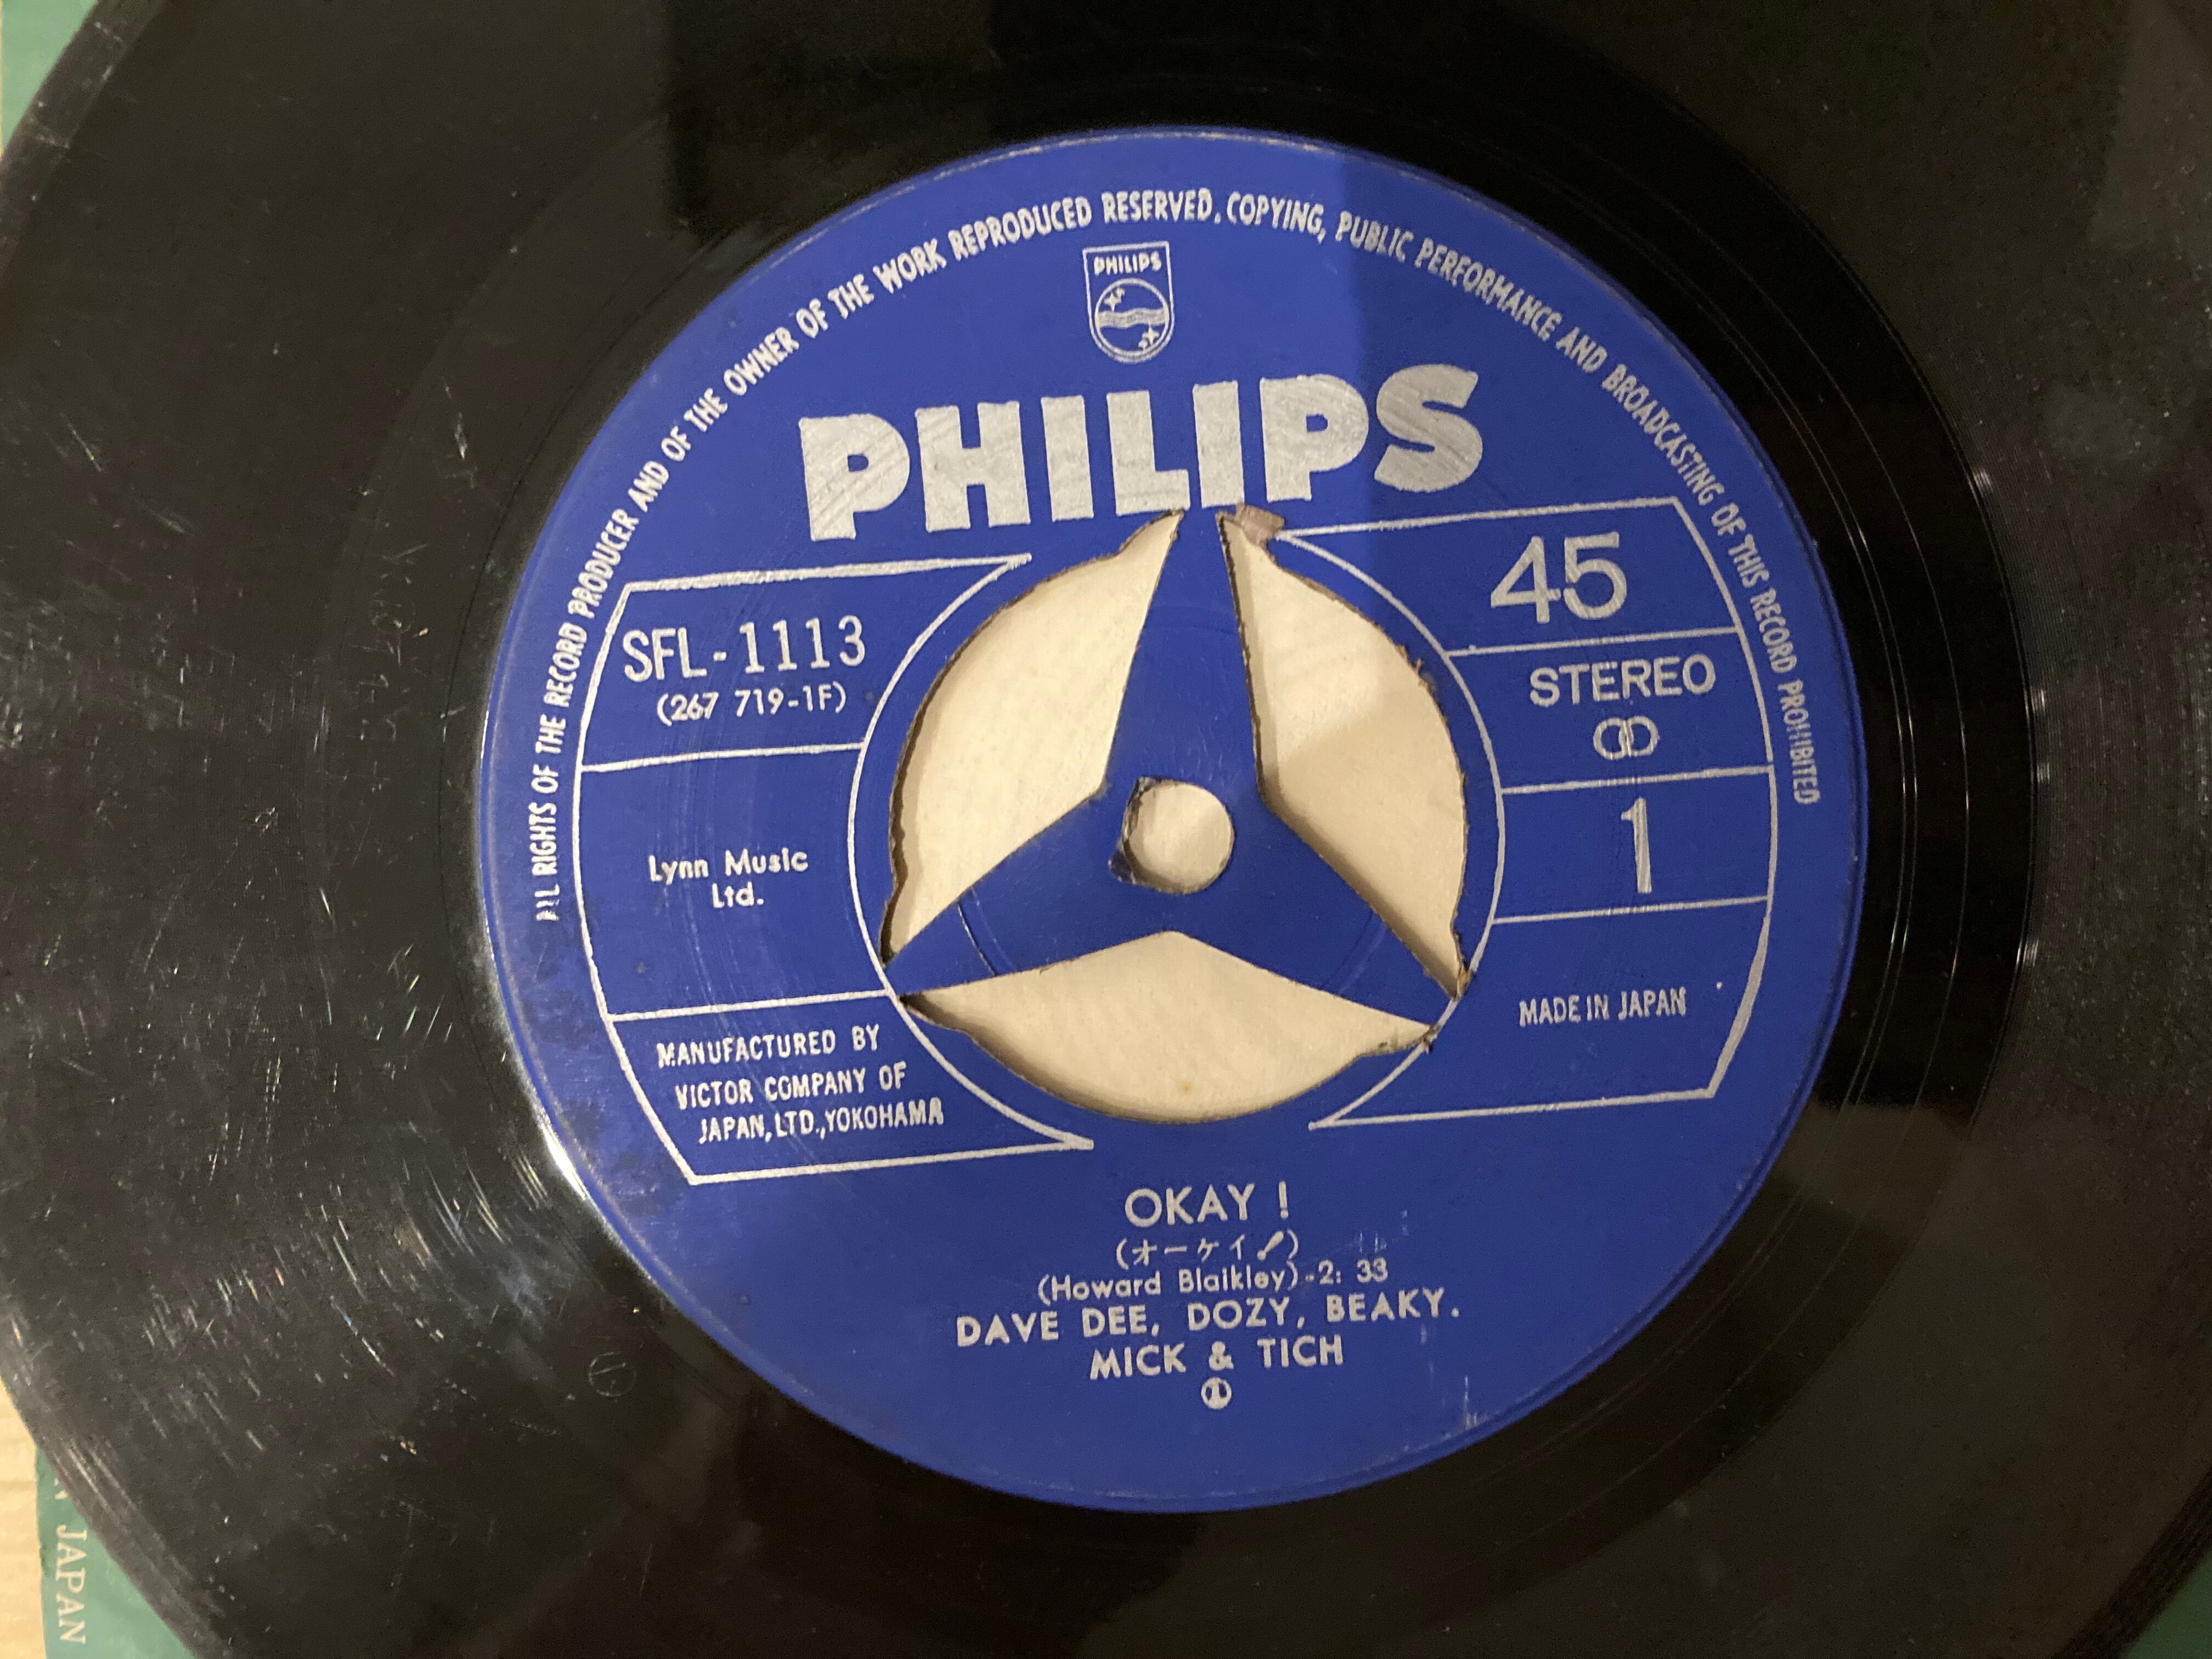 ALL RIGHTS OF THE RECORD PRODUCER AND OF THE OWNER OF THE WORK REPRODUCED RESERVED. COPYING, PUBLIC PERFORMANCE AND BROADCASTING OF THIS RECORD PROHIBITED
PHILIPS
PHILIPS
SFL-1113
(267 719-1F)
Lynn Music
Ltd.
MANUFACTURED BY
VICTOR COMPANY OF
JAPAN, LTD., YOKOHAMA
45
STEREO
1
MADE IN JAPAN
OKAY !
(オーケイ!)
(Howard Blaikley)-2: 33
DAVE DEE, DOZY, BEAKY.
MICK & TICH
JAPAN